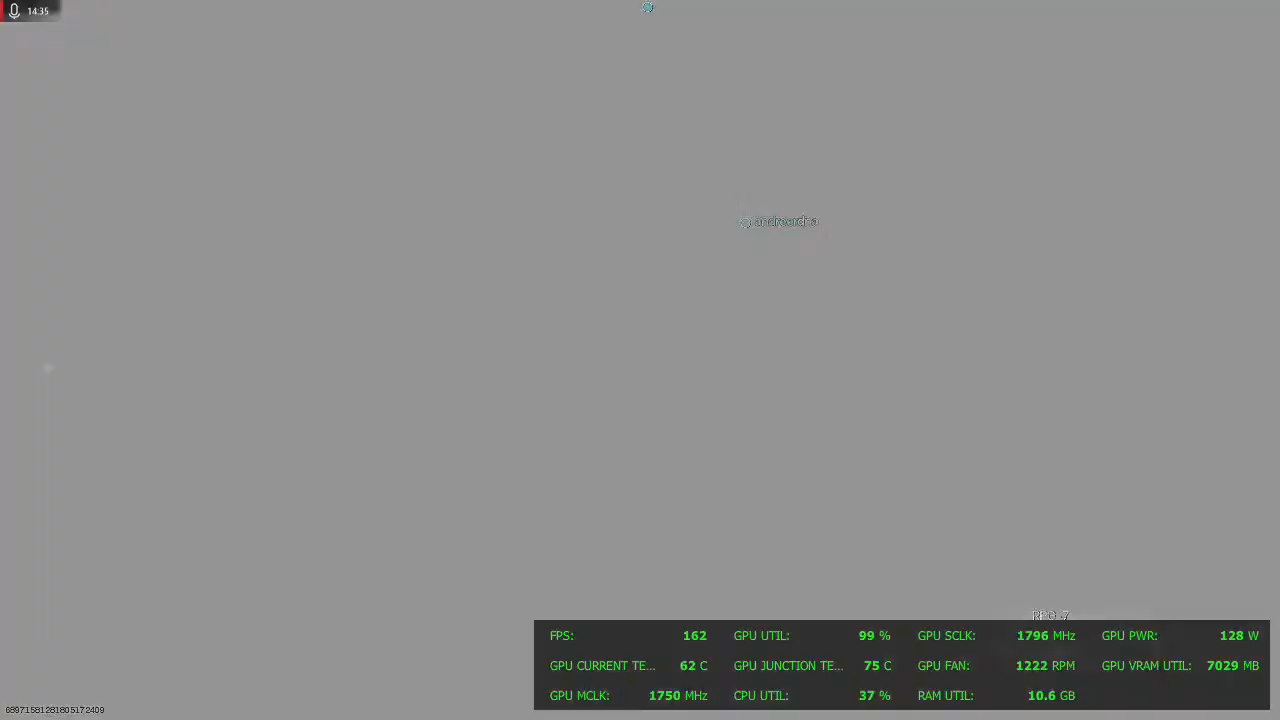 14:35
RPG-7
FPS: 162 GPU UTIL: 99 % GPU SCLK: 1796 MHz GPU PWR: 128 W
GPU CURRENT TE... 62 C GPU JUNCTION TE... 75 C GPU FAN: 1222 RPM GPU VRAM UTIL: 7029 MB
GPU MCLK: 1750 MHz CPU UTIL: 37 % RAM UTIL: 10.6 GB